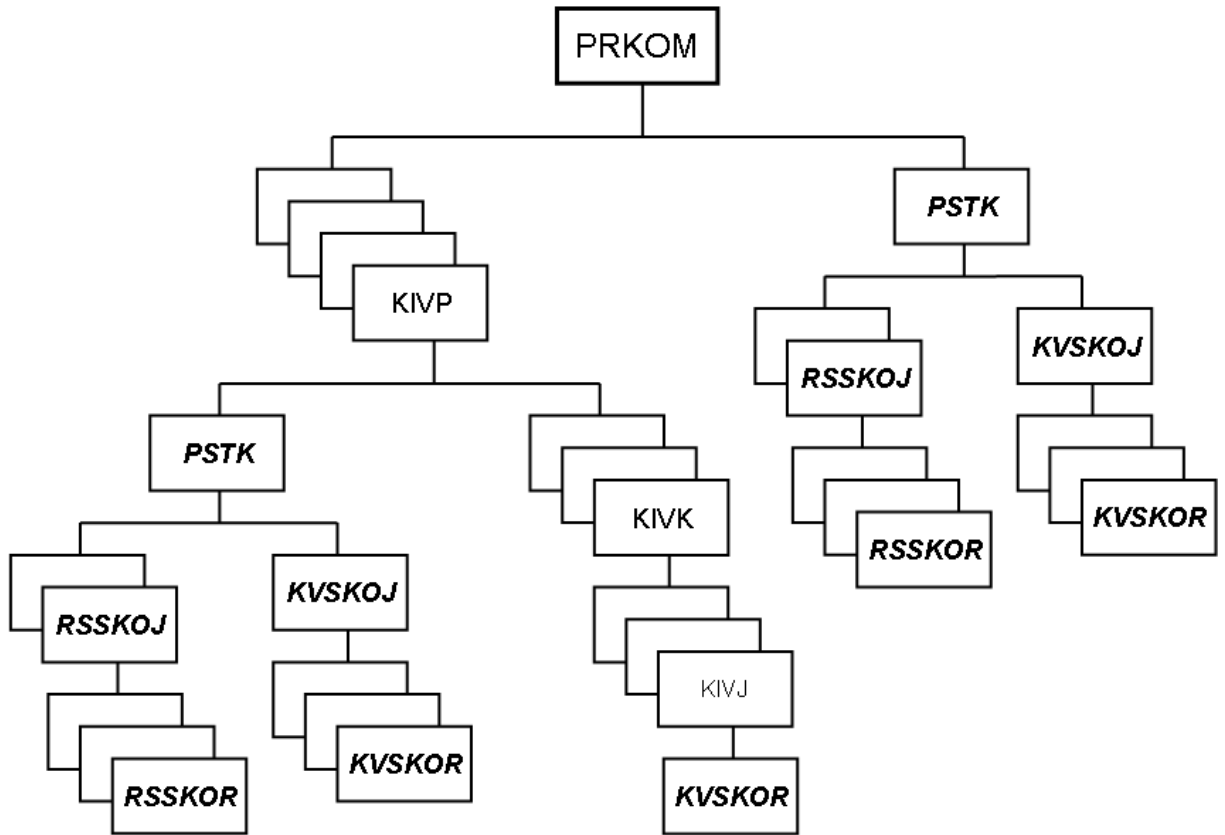 PRKOM
PSTK
KIVP
RSSKOJ
KVSKOJ
PSTK
KIVK
KVSKOR
RSSKOR
RSSKOJ
KVSKOJ
KIVJ
KVSKOR
RSSKOR
KVSKOR